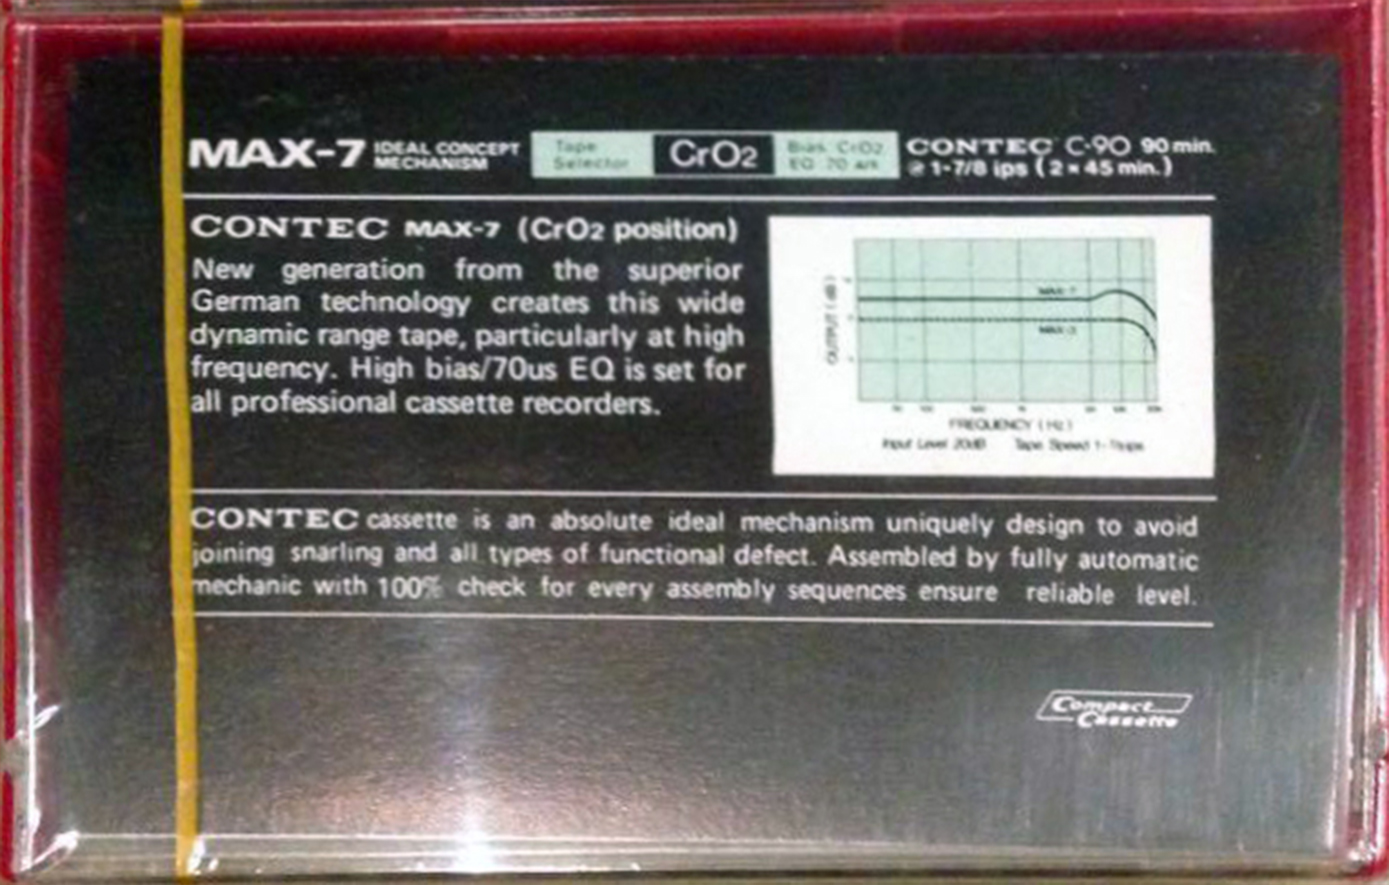 MAX-7 IDEAL CONCEPT MECHANISM
Tape Selector CrO2 Bias CrO2 EQ 70 us
CONTEC C-90 90 min.
@ 1-7/8 ips (2 × 45 min.)
CONTEC MAX-7 (CrO2 position)
New generation from the superior
German technology creates this wide
dynamic range tape, particularly at high
frequency. High bias/70us EQ is set for
all professional cassette recorders.
OUTPUT (dB)
MAX-7
FREQUENCY (Hz)
Input Level 20dB Tape Speed
CONTEC cassette is an absolute ideal mechanism uniquely design to avoid
joining snarling and all types of functional defect. Assembled by fully automatic
mechanic with 100% check for every assembly sequences ensure reliable level.
Compact
Cassette